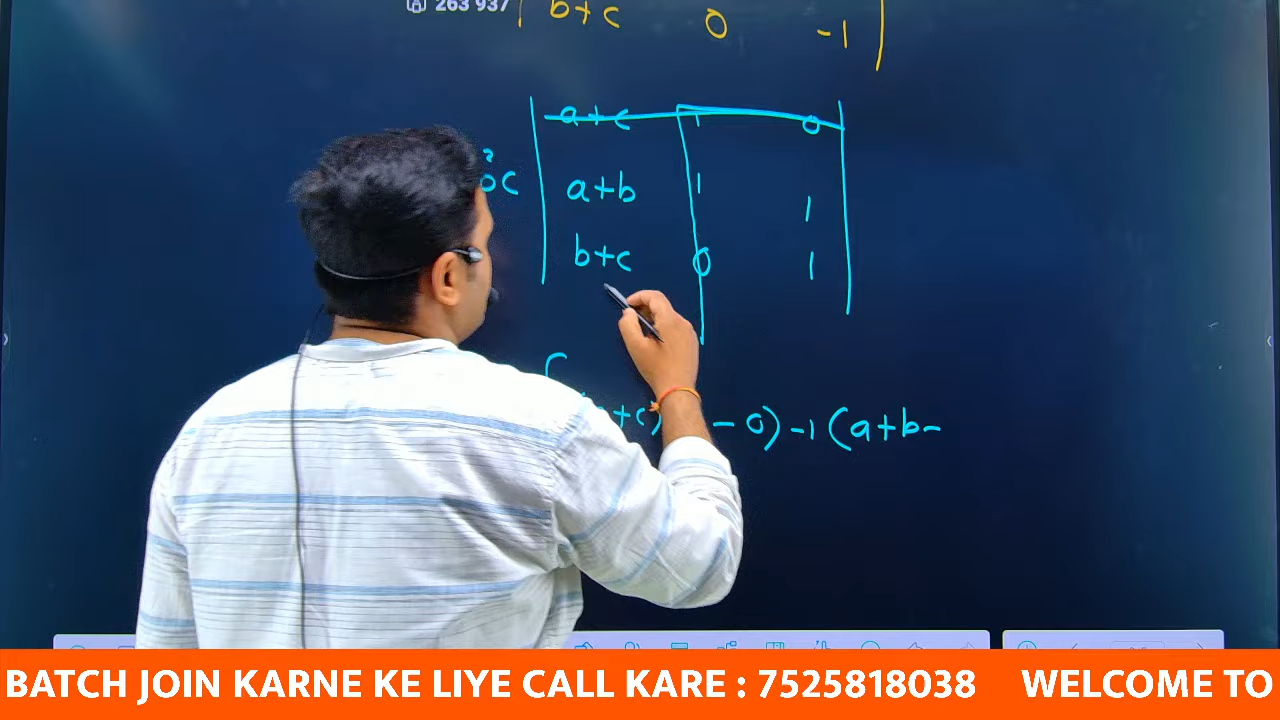 263 937
b+c 0 -1
a+c 1 0
²c a+b 1 1
b+c 0 1
[
+c) - 0) -1 (a+b-
BATCH JOIN KARNE KE LIYE CALL KARE : 7525818038 WELCOME TO